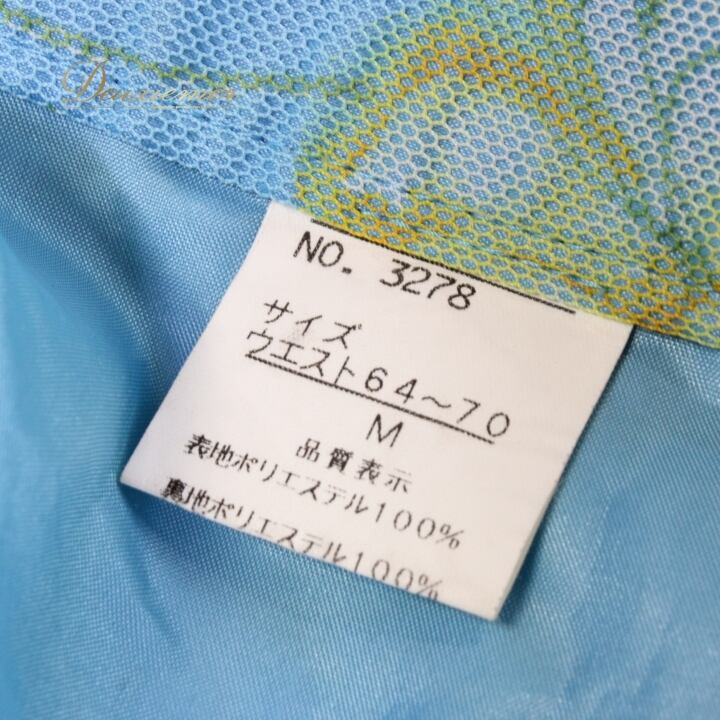 NO. 3278
サイズ
ウエスト64〜70
M
品質表示
表地ポリエステル100%
裏地ポリエステル100%